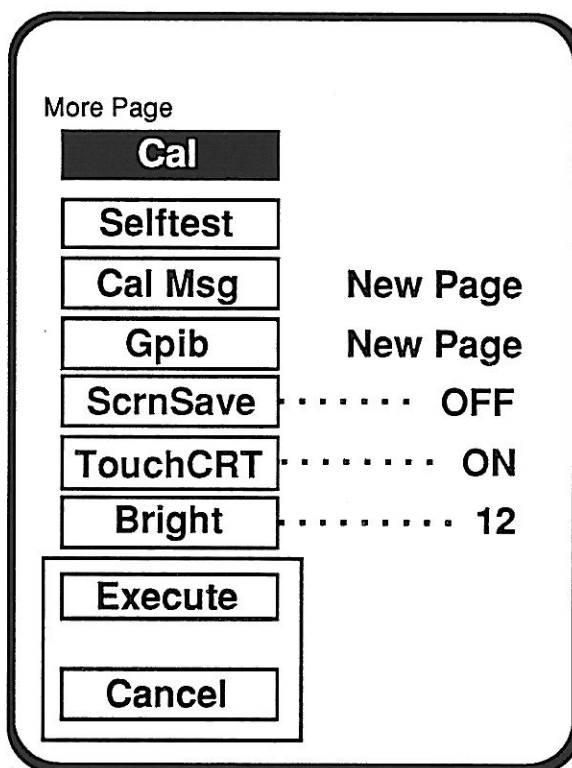 More Page
Cal
Selftest
Cal Msg New Page
Gpib New Page
ScrnSave ....... OFF
TouchCRT ........ ON
Bright ......... 12
Execute
Cancel